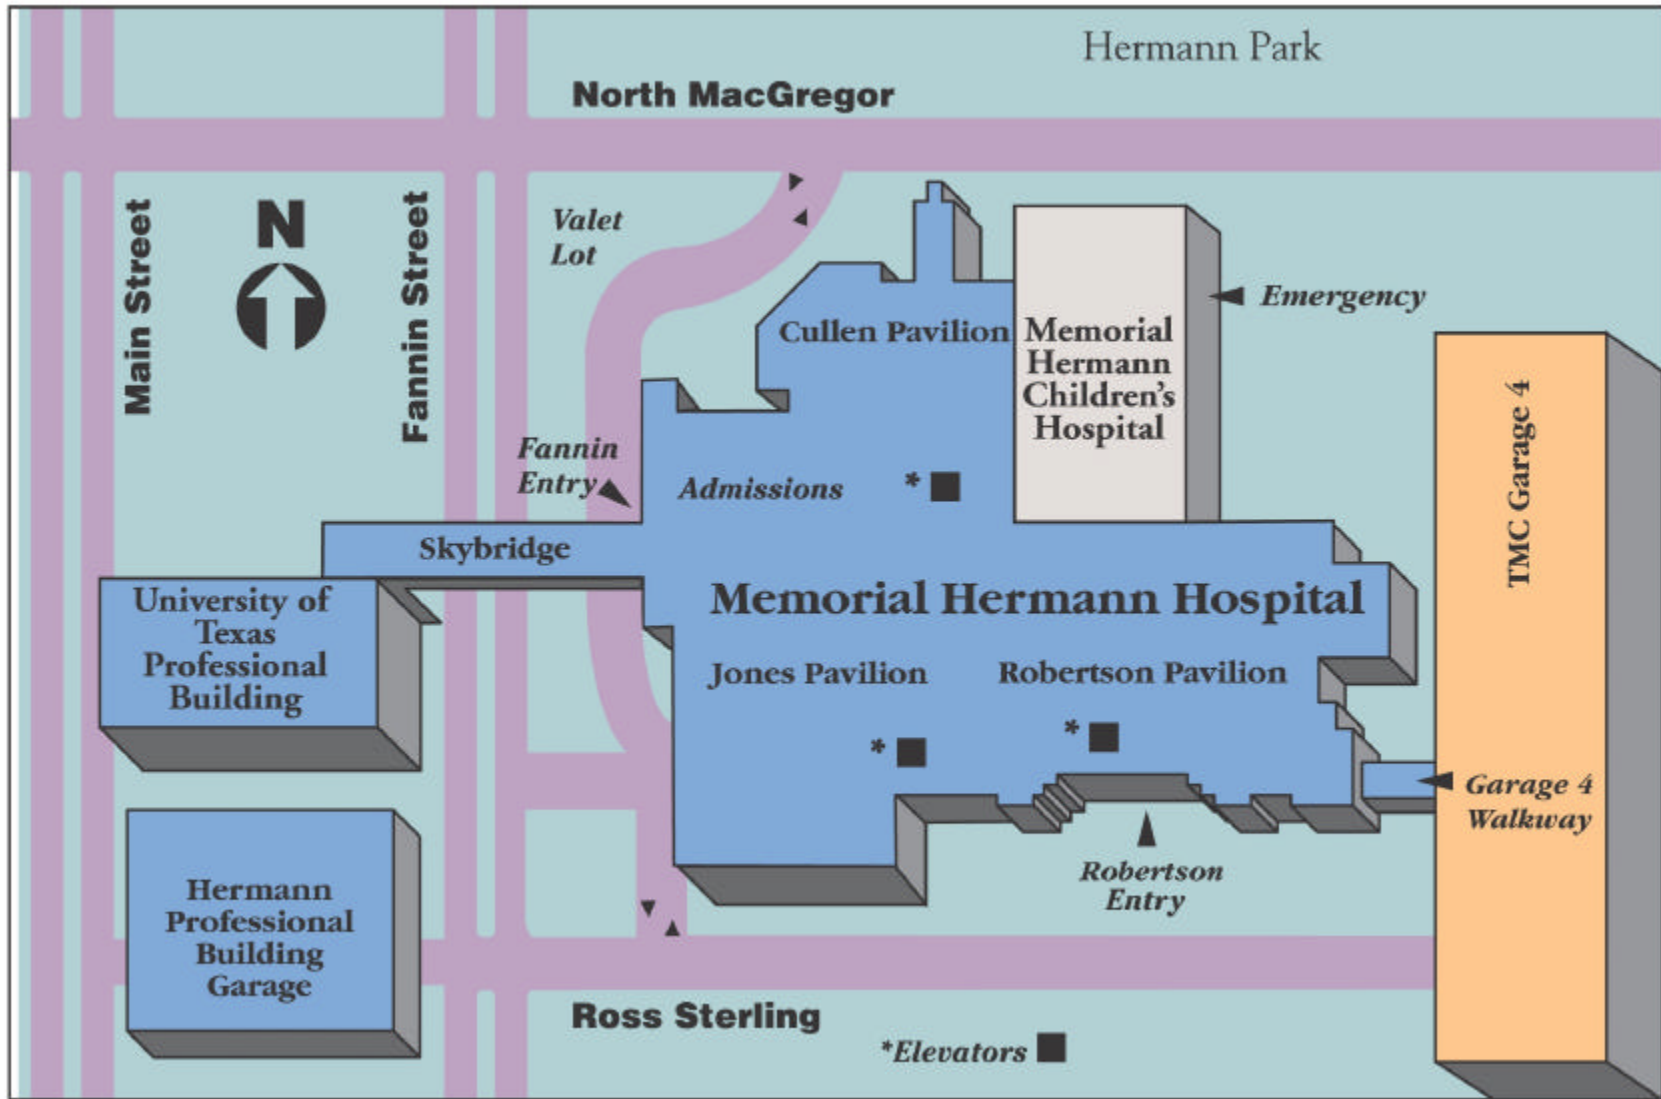 Hermann Park
North MacGregor
Main Street
N
Fannin Street
Valet
Lot
Cullen Pavilion
Memorial
Hermann
Children's
Hospital
Emergency
TMC Garage 4
Fannin
Entry
Admissions
*
Skybridge
University of
Texas
Professional
Building
Memorial Hermann Hospital
Jones Pavilion
Robertson Pavilion
*
*
Garage 4
Walkway
Robertson
Entry
Hermann
Professional
Building
Garage
Ross Sterling
*Elevators